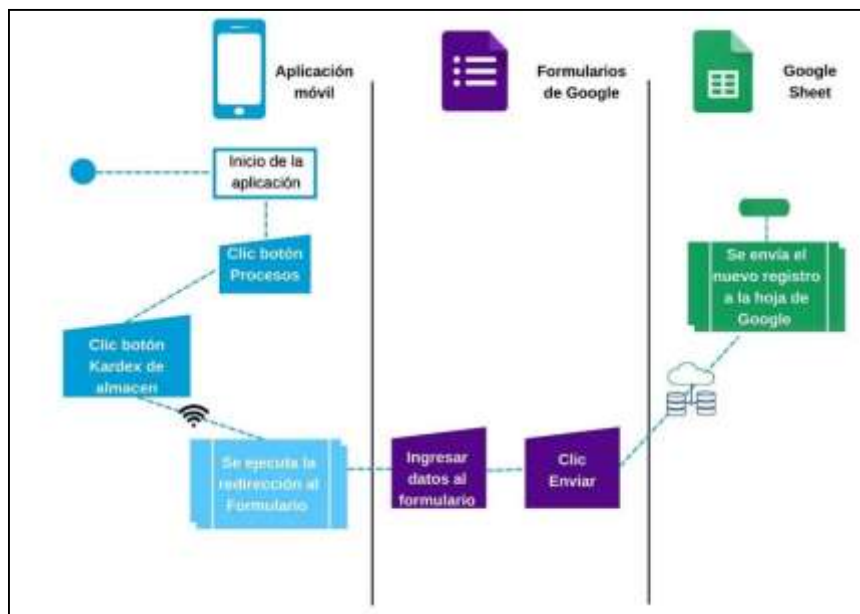 Aplicación
móvil
Formularios
de Google
Google
Sheet
Inicio de la
aplicación
Clic botón
Procesos
Clic botón
Kardex de
almacen
Se ejecuta la
redirección al
Formulario
Ingresar
datos al
formulario
Clic
Enviar
Se envía el
nuevo registro
a la hoja de
Google